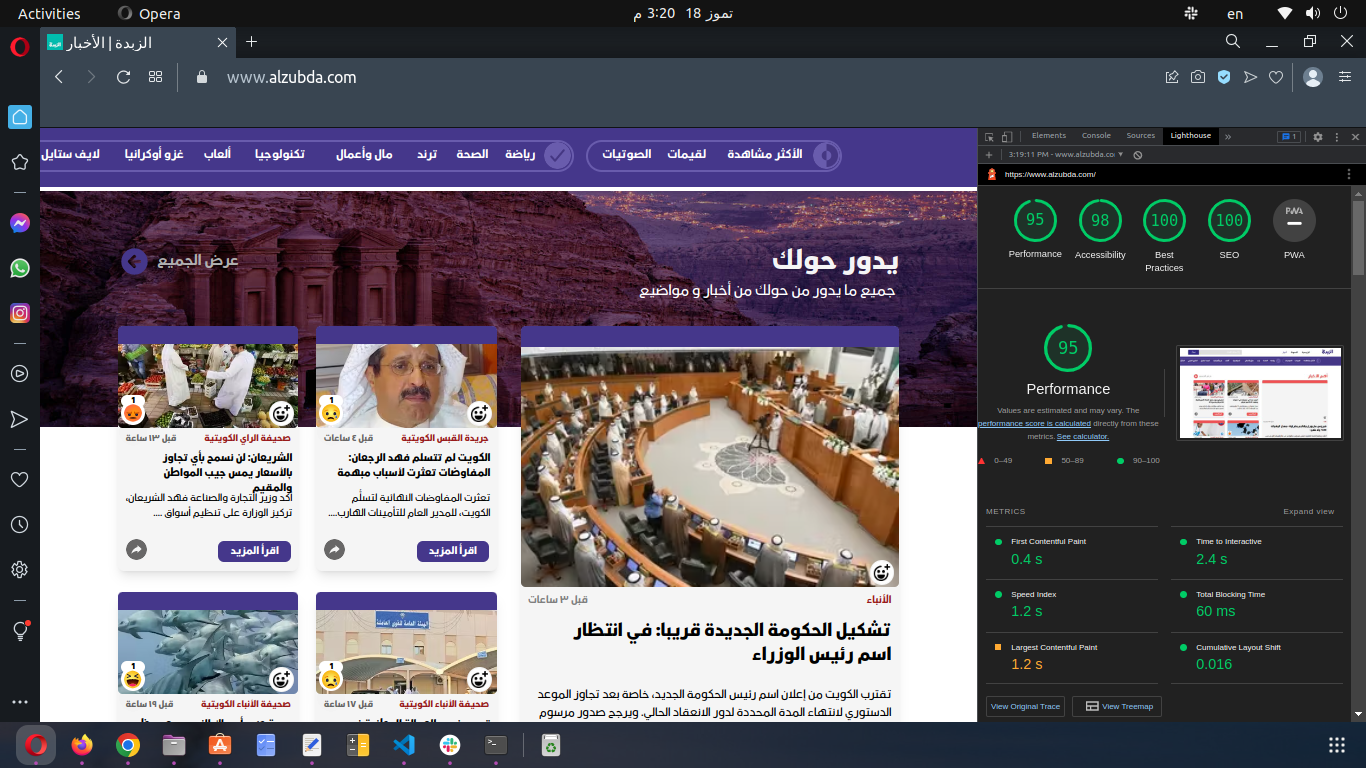 Activities
Opera
تموز 18  3:20 م
en
الزبدة | الأخبار
www.alzubda.com
الأكثر مشاهدة
لقيمات
الصوتيات
رياضة
الصحة
ترند
مال وأعمال
تكنولوجيا
ألعاب
غزو أوكرانيا
لايف ستايل
يدور حولك
عرض الجميع
جميع ما يدور من حولك من أخبار و مواضيع
الأنباء
قبل ٣ ساعات
تشكيل الحكومة الجديدة قريبا: في انتظار
اسم رئيس الوزراء
تقترب الكويت من إعلان اسم رئيس الحكومة الجديد، خاصة بعد تجاوز الموعد
الدستوري لانتهاء المدة المحددة لدور الانعقاد الحالي. ويرجح صدور مرسوم
1
جريدة القبس الكويتية
قبل ٤ ساعات
الكويت لم تتسلم فهد الرجعان:
المفاوضات تعثرت لأسباب مبهمة
تعثرت المفاوضات النهائية لتسلُم
الكويت، للمدير العام للتأمينات الهارب....
اقرأ المزيد
1
صحيفة الراي الكويتية
قبل ١٣ ساعة
الشريعان: لن نسمح بأي تجاوز
بالأسعار يمس جيب المواطن
والمقيم
أكد وزير التجارة والصناعة فهد الشريعان،
تركيز الوزارة على تنظيم أسواق ....
اقرأ المزيد
الهيئة العامة للقوى العاملة
1
صحيفة الأنباء الكويتية
قبل ١٧ ساعة
1
صحيفة الأنباء الكويتية
قبل ١٩ ساعة
Elements
Console
Sources
Lighthouse
»
1
3:19:11 PM - www.alzubda.co
https://www.alzubda.com/
95
98
100
100
PWA
Performance
Accessibility
Best
Practices
SEO
PWA
95
Performance
Values are estimated and may vary. The
performance score is calculated directly from these
metrics. See calculator.
0–49
50–89
90–100
METRICS
Expand view
First Contentful Paint
0.4 s
Time to Interactive
2.4 s
Speed Index
1.2 s
Total Blocking Time
60 ms
Largest Contentful Paint
1.2 s
Cumulative Layout Shift
0.016
View Original Trace
View Treemap